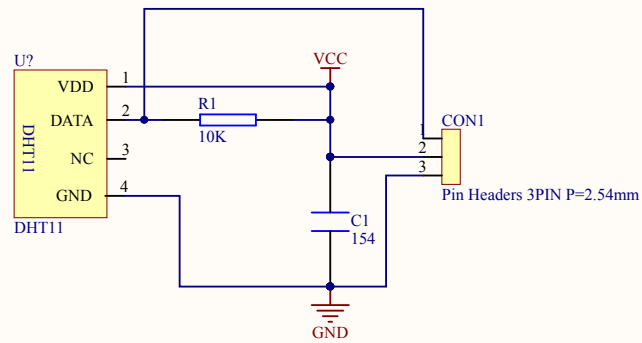 U?
VDD
1
DATA
2
NC
3
GND
4
DHT11
DHT11
R1
10K
VCC
C1
154
GND
CON1
1
2
3
Pin Headers 3PIN P=2.54mm